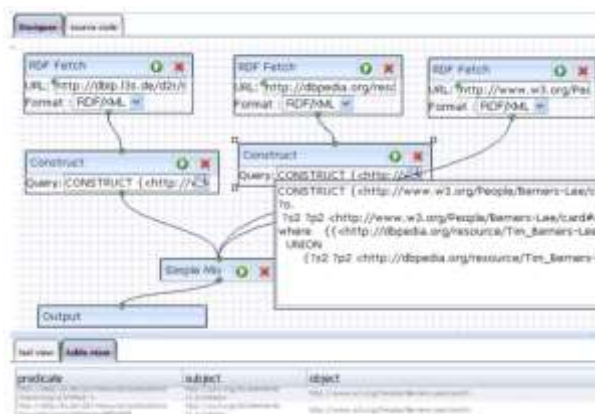 Designer source code
RDF Fetch
URL: http://dblp.l3s.de/d2r/
Format : RDF/XML
RDF Fetch
URL: http://dbpedia.org/res
Format : RDF/XML
RDF Fetch
URL: http://www.w3.org/Peo
Format : RDF/XML
Construct
Query: CONSTRUCT {<http://
Construct
Query: CONSTRUCT {<http://
CONSTRUCT {<http://www.w3.org/People/Berners-Lee/c
?o.
?s2 ?p2 <http://www.w3.org/People/Berners-Lee/card#
where {{<http://dbpedia.org/resource/Tim_Berners-Lee
UNION
{?s2 ?p2 <http://dbpedia.org/resource/Tim_Berners-
Simple Mix
Output
text view table view
predicate subject object